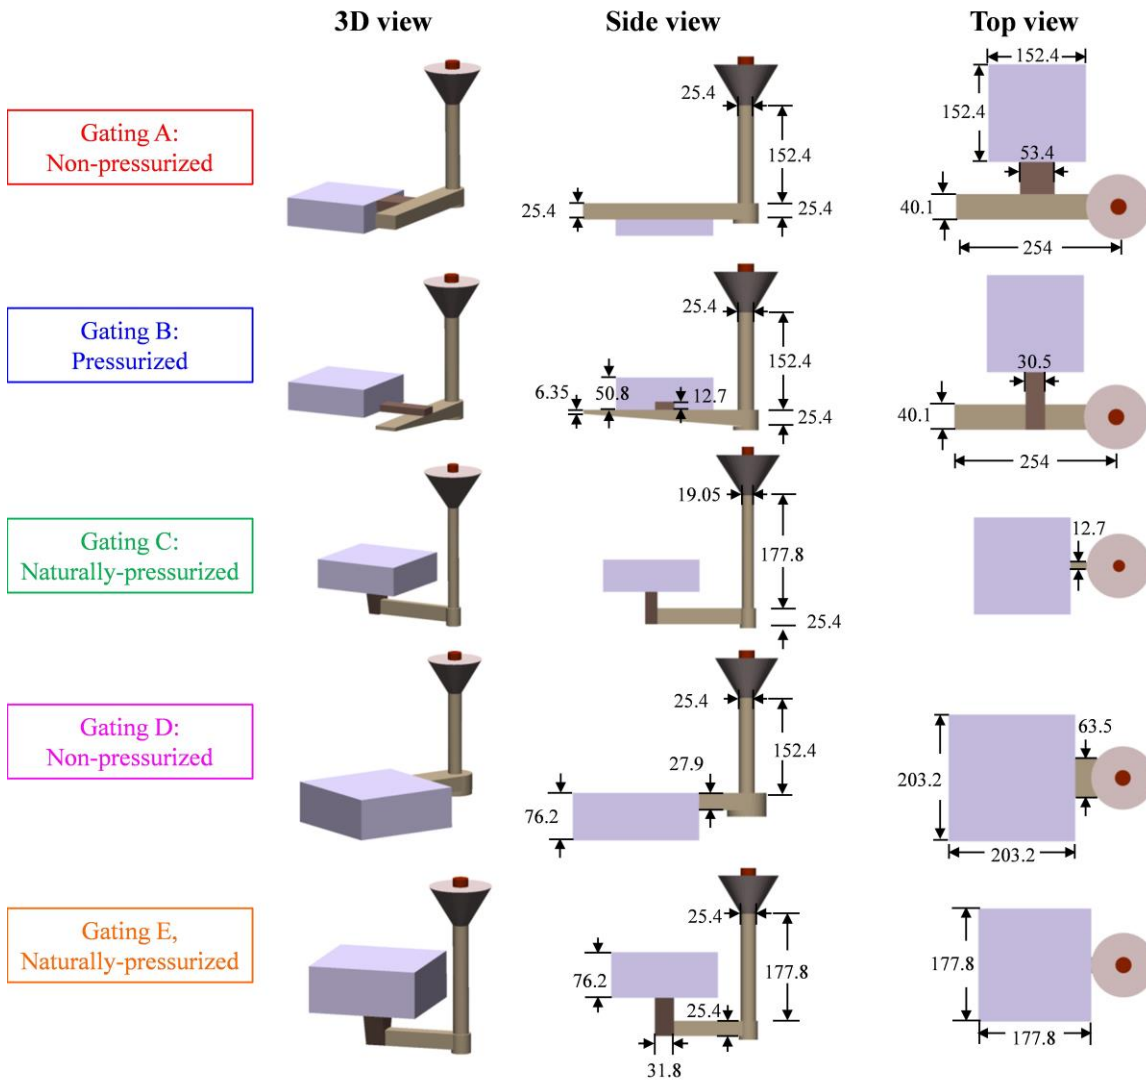 3D view
Side view
Top view
Gating A:
Non-pressurized
25.4
152.4
25.4
25.4
152.4
152.4
53.4
40.1
254
Gating B:
Pressurized
25.4
152.4
6.35
50.8
12.7
25.4
30.5
40.1
254
Gating C:
Naturally-pressurized
19.05
177.8
25.4
12.7
Gating D:
Non-pressurized
25.4
27.9
152.4
76.2
63.5
203.2
203.2
Gating E,
Naturally-pressurized
25.4
76.2
177.8
25.4
31.8
177.8
177.8